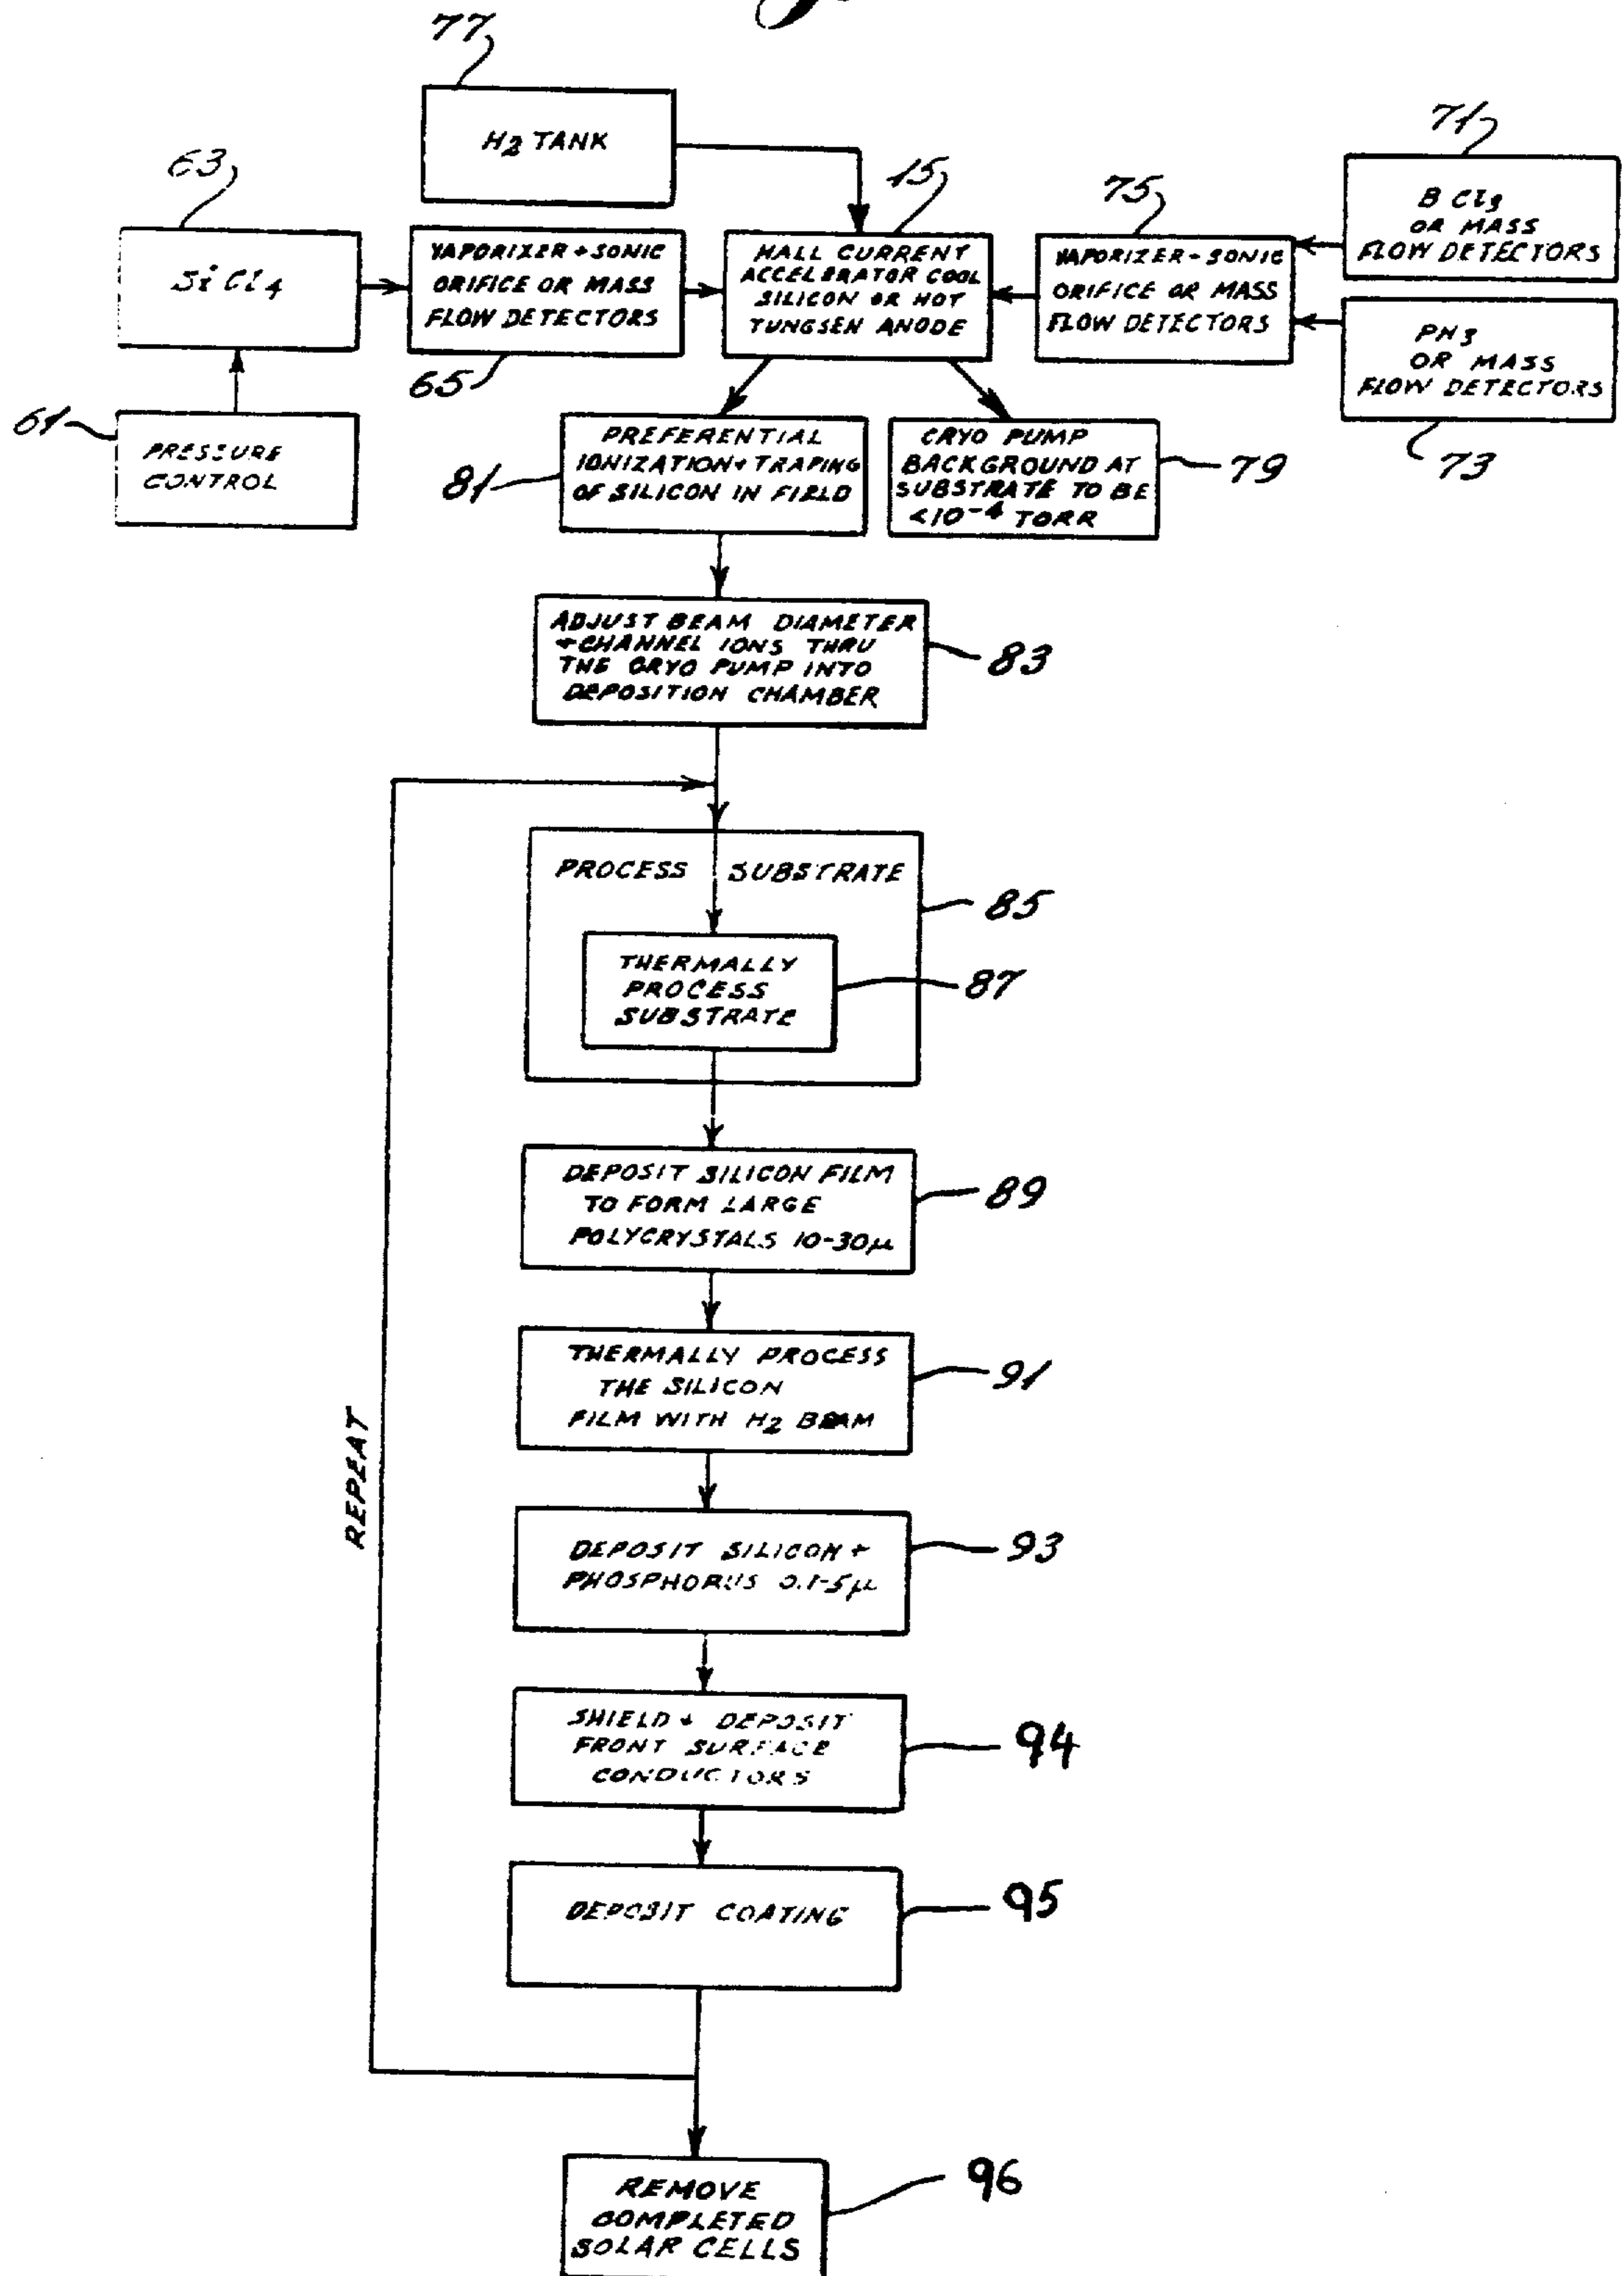 77
H2 TANK
63
SiCl4
VAPORIZER + SONIC
ORIFICE OR MASS
FLOW DETECTORS
65
15
HALL CURRENT
ACCELERATOR COOL
SILICON OR HOT
TUNGSEN ANODE
75
VAPORIZER - SONIC
ORIFICE OR MASS
FLOW DETECTORS
71
B Cl3
OR MASS
FLOW DETECTORS
PH3
OR MASS
FLOW DETECTORS
73
61
PRESSURE
CONTROL
81
PREFERENTIAL
IONIZATION + TRAPING
OF SILICON IN FIELD
CRYO PUMP
BACKGROUND AT
SUBSTRATE TO BE
<10-4 TORR
79
ADJUST BEAM DIAMETER
+ CHANNEL IONS THRU
THE CRYO PUMP INTO
DEPOSITION CHAMBER
83
PROCESS SUBSTRATE
85
THERMALLY
PROCESS
SUBSTRATE
87
DEPOSIT SILICON FILM
TO FORM LARGE
POLYCRYSTALS 10-30μ
89
THERMALLY PROCESS
THE SILICON
FILM WITH H2 BEAM
91
REPEAT
DEPOSIT SILICON +
PHOSPHORUS 0.1-5μ
93
SHIELD + DEPOSIT
FRONT SURFACE
CONDUCTORS
94
DEPOSIT COATING
95
REMOVE
COMPLETED
SOLAR CELLS
96